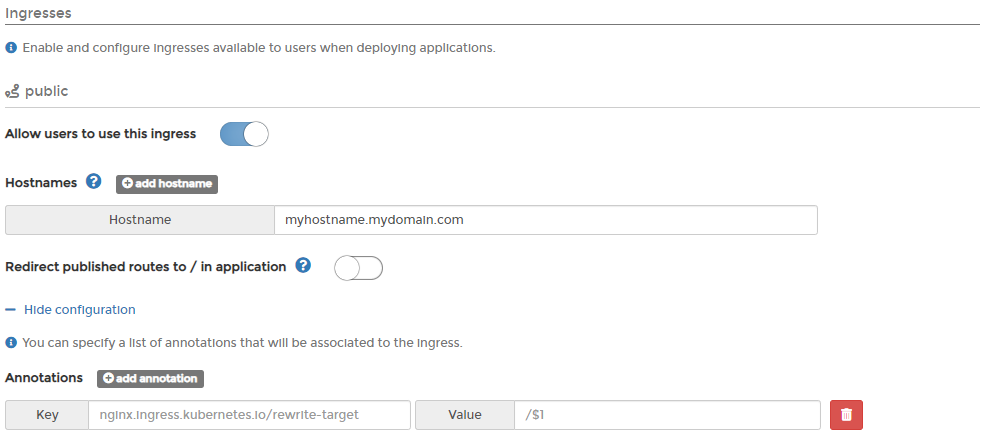 Ingresses
Enable and configure ingresses available to users when deploying applications.
public
Allow users to use this ingress
Hostnames ? add hostname
Hostname myhostname.mydomain.com
Redirect published routes to / in application ?
Hide configuration
You can specify a list of annotations that will be associated to the ingress.
Annotations add annotation
Key nginx.ingress.kubernetes.io/rewrite-target Value /$1